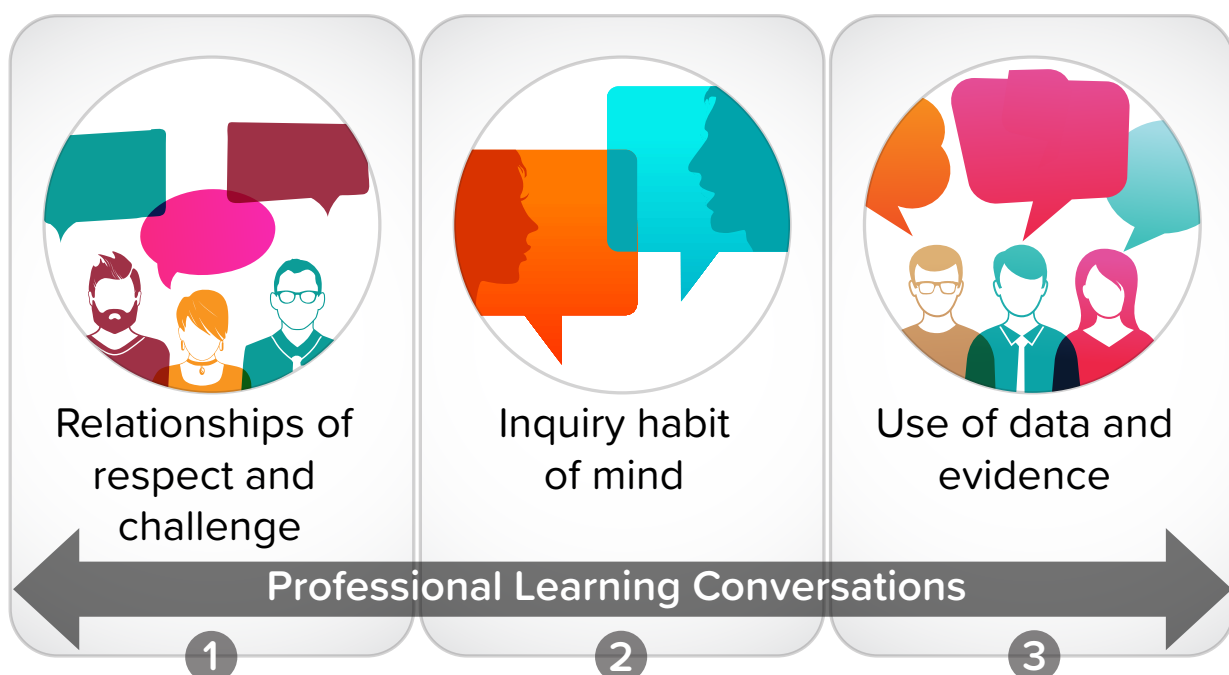 Relationships of
respect and
challenge
Inquiry habit
of mind
Use of data and
evidence
Professional Learning Conversations
1
2
3